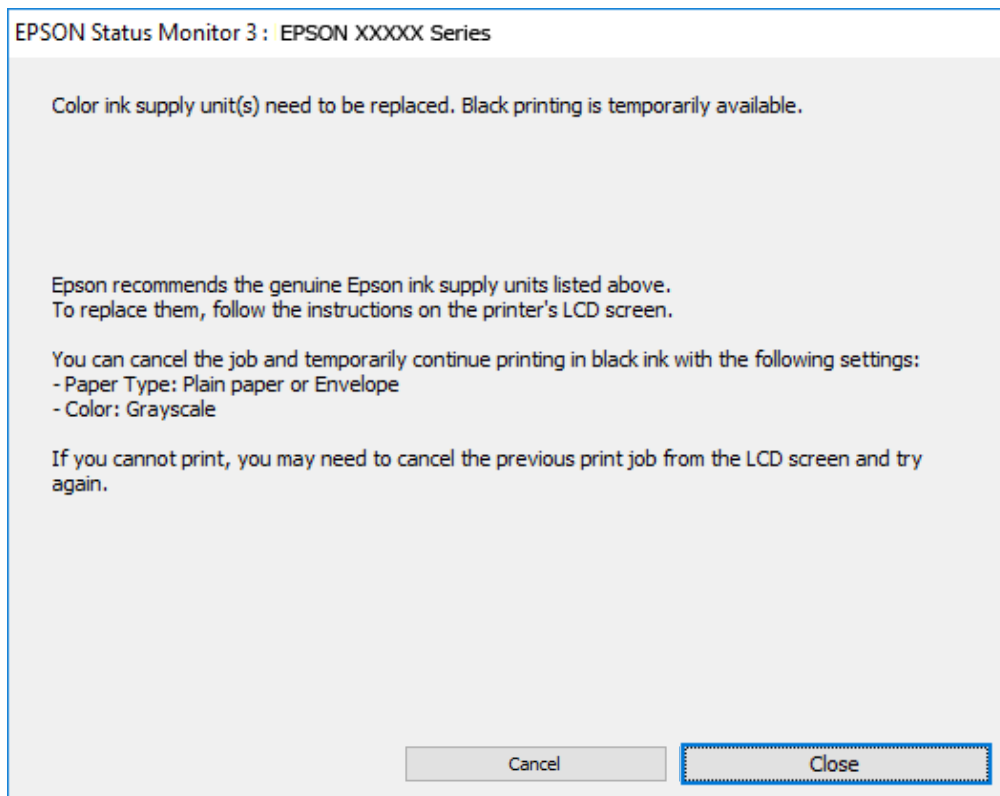 EPSON Status Monitor 3 : EPSON XXXXX Series
Color ink supply unit(s) need to be replaced. Black printing is temporarily available.
Epson recommends the genuine Epson ink supply units listed above.
To replace them, follow the instructions on the printer's LCD screen.
You can cancel the job and temporarily continue printing in black ink with the following settings:
- Paper Type: Plain paper or Envelope
- Color: Grayscale
If you cannot print, you may need to cancel the previous print job from the LCD screen and try
again.
Cancel Close